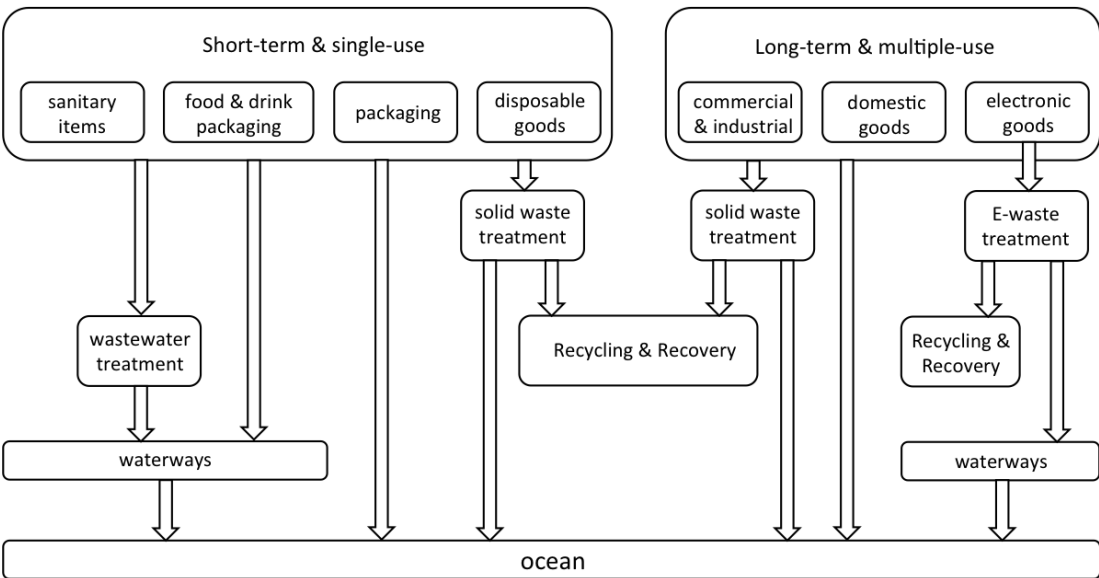 Short-term & single-use
sanitary
items
food & drink
packaging
packaging
disposable
goods
Long-term & multiple-use
commercial
& industrial
domestic
goods
electronic
goods
solid waste
treatment
solid waste
treatment
E-waste
treatment
wastewater
treatment
Recycling & Recovery
Recycling &
Recovery
waterways
waterways
ocean